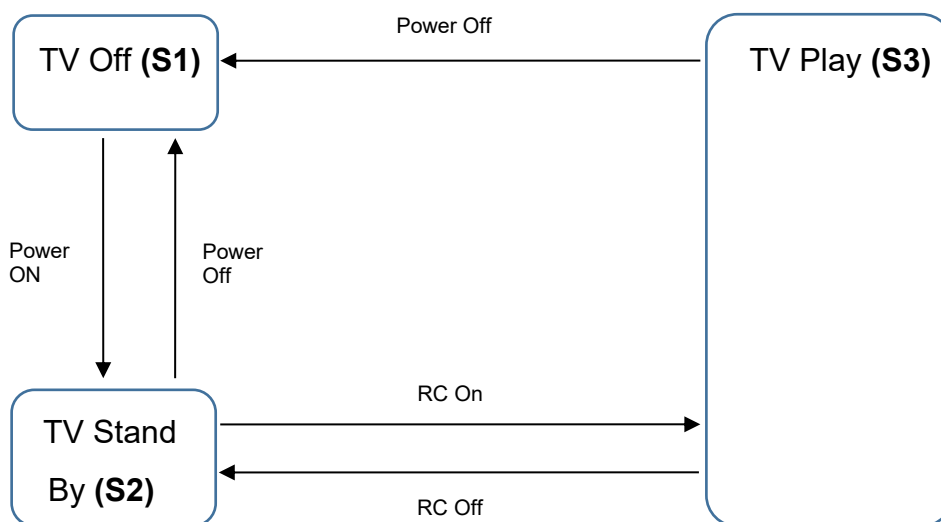 Power Off
TV Off (S1)
TV Play (S3)
Power
ON
Power
Off
RC On
TV Stand
By (S2)
RC Off